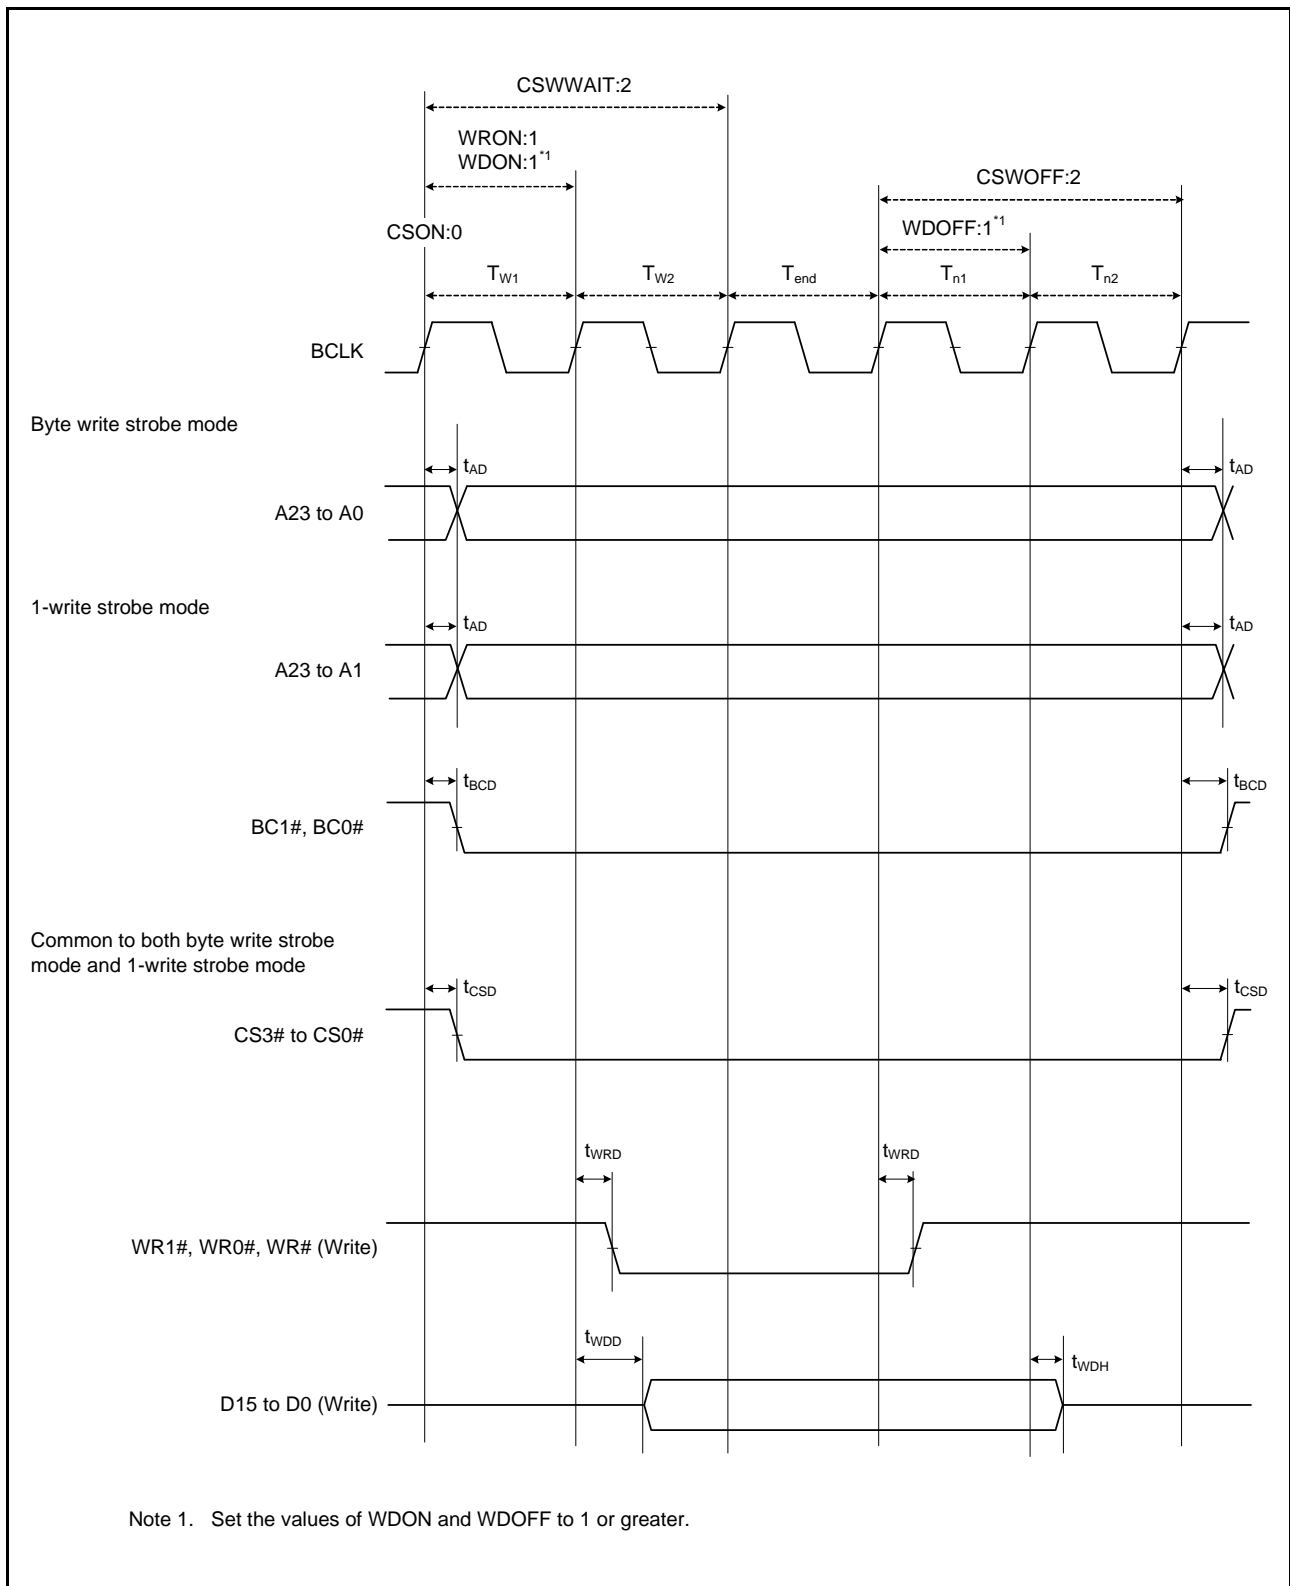 CSWWAIT:2
WRON:1
WDON:1*1
CSWOFF:2
CSON:0
WDOFF:1*1
TW1 TW2 Tend Tn1 Tn2
BCLK
Byte write strobe mode
tAD tAD
A23 to A0
1-write strobe mode
tAD tAD
A23 to A1
tBCD tBCD
BC1#, BC0#
Common to both byte write strobe
mode and 1-write strobe mode
tCSD tCSD
CS3# to CS0#
tWRD tWRD
WR1#, WR0#, WR# (Write)
tWDD tWDH
D15 to D0 (Write)
Note 1. Set the values of WDON and WDOFF to 1 or greater.